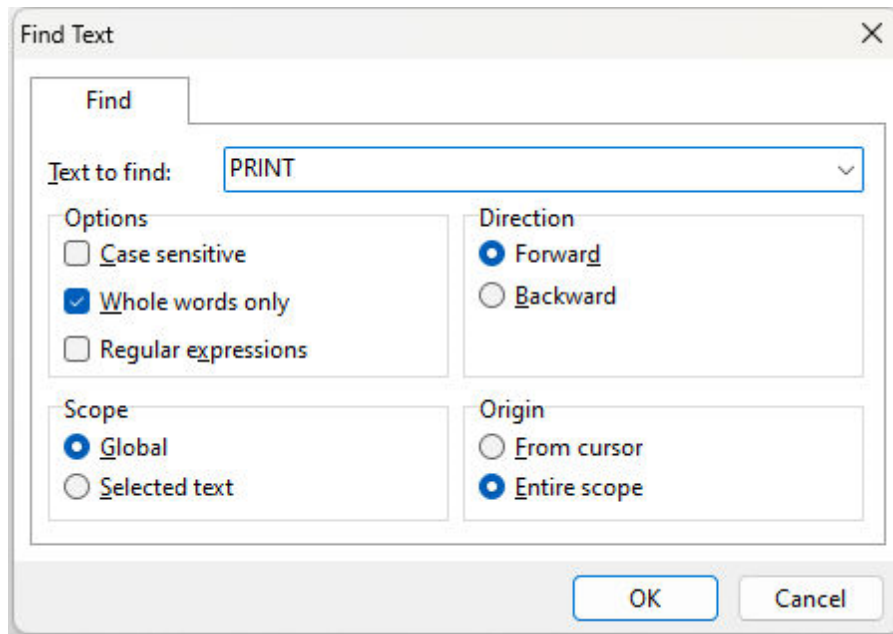 Find Text
Find
Text to find: PRINT
Options
Case sensitive
Whole words only
Regular expressions
Direction
Forward
Backward
Scope
Global
Selected text
Origin
From cursor
Entire scope
OK Cancel